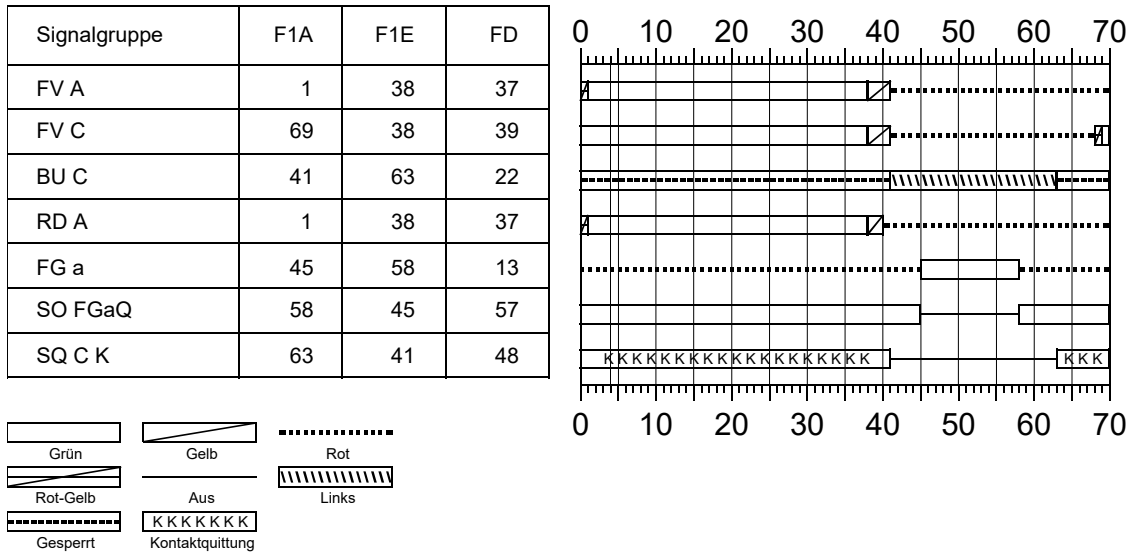 Signalgruppe F1A F1E FD
FV A 1 38 37
FV C 69 38 39
BU C 41 63 22
RD A 1 38 37
FG a 45 58 13
SO FGaQ 58 45 57
SQ C K 63 41 48
0 10 20 30 40 50 60 70
K K K K K K K K K K K K K K K K K K K K K K
0 10 20 30 40 50 60 70
Grün Gelb Rot
Rot-Gelb Aus Links
K K K K K K K
Gesperrt Kontaktquittung